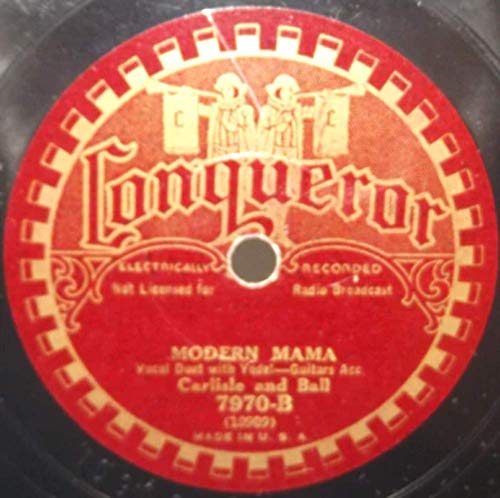 C C
Conqueror
ELECTRICALLY RECORDED
Not Licensed for Radio Broadcast
MODERN MAMA
Vocal Duet with Yodel—Guitars Acc.
Carlisle and Ball
7970-B
MADE IN U. S. A